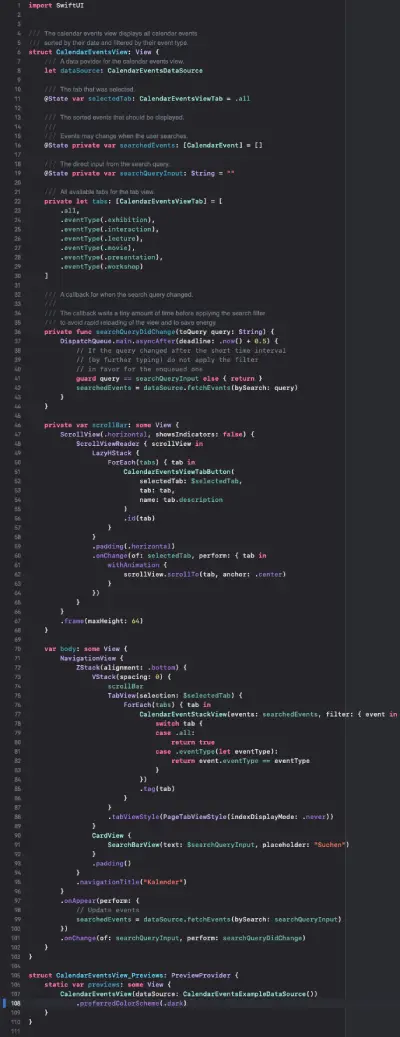 1 import SwiftUI
2
3
4 /// The calendar events view displays all calendar events
5 /// sorted by their date and filtered by their event type.
6 struct CalendarEventsView: View {
7 /// A data provider for the calendar events view.
8 let dataSource: CalendarEventsDataSource
9
10 /// The tab that was selected.
11 @State var selectedTab: CalendarEventsViewTab = .all
12
13 /// The sorted events that should be displayed.
14 ///
15 /// Events may change when the user searches.
16 @State private var searchedEvents: [CalendarEvent] = []
17
18 /// The direct input from the search query.
19 @State private var searchQueryInput: String = ""
20
21 /// All available tabs for the tab view.
22 private let tabs: [CalendarEventsViewTab] = [
23 .all,
24 .eventType(.exhibition),
25 .eventType(.interaction),
26 .eventType(.lecture),
27 .eventType(.movie),
28 .eventType(.presentation),
29 .eventType(.workshop)
30 ]
31
32 /// A callback for when the search query changed.
33 ///
34 /// The callback waits a tiny amount of time before applying the search filter
35 /// to avoid rapid reloading of the view and to save energy
36 private func searchQueryDidChange(toQuery query: String) {
37 DispatchQueue.main.asyncAfter(deadline: .now() + 0.5) {
38 // If the query changed after the short time interval
39 // (by furthar typing) do not apply the filter
40 // in favor for the enqueued one
41 guard query == searchQueryInput else { return }
42 searchedEvents = dataSource.fetchEvents(bySearch: query)
43 }
44 }
45
46 private var scrollBar: some View {
47 ScrollView(.horizontal, showsIndicators: false) {
48 ScrollViewReader { scrollView in
49 LazyHStack {
50 ForEach(tabs) { tab in
51 CalendarEventsViewTabButton(
52 selectedTab: $selectedTab,
53 tab: tab,
54 name: tab.description
55 )
56 .id(tab)
57 }
58 }
59 .padding(.horizontal)
60 .onChange(of: selectedTab, perform: { tab in
61 withAnimation {
62 scrollView.scrollTo(tab, anchor: .center)
63 }
64 })
65 }
66 }
67 .frame(maxHeight: 64)
68 }
69
70 var body: some View {
71 NavigationView {
72 ZStack(alignment: .bottom) {
73 VStack(spacing: 0) {
74 scrollBar
75 TabView(selection: $selectedTab) {
76 ForEach(tabs) { tab in
77 CalendarEventStackView(events: searchedEvents, filter: { event in
78 switch tab {
79 case .all:
80 return true
81 case .eventType(let eventType):
82 return event.eventType == eventType
83 }
84 })
85 .tag(tab)
86 }
87 }
88 .tabViewStyle(PageTabViewStyle(indexDisplayMode: .never))
89 }
90 CardView {
91 SearchBarView(text: $searchQueryInput, placeholder: "Suchen")
92 }
93 .padding()
94 }
95 .navigationTitle("Kalender")
96 }
97 .onAppear(perform: {
98 // Update events
99 searchedEvents = dataSource.fetchEvents(bySearch: searchQueryInput)
100 })
101 .onChange(of: searchQueryInput, perform: searchQueryDidChange)
102 }
103 }
104
105 struct CalendarEventsView_Previews: PreviewProvider {
106 static var previews: some View {
107 CalendarEventsView(dataSource: CalendarEventsExampleDataSource())
108 .preferredColorScheme(.dark)
109 }
110 }
111